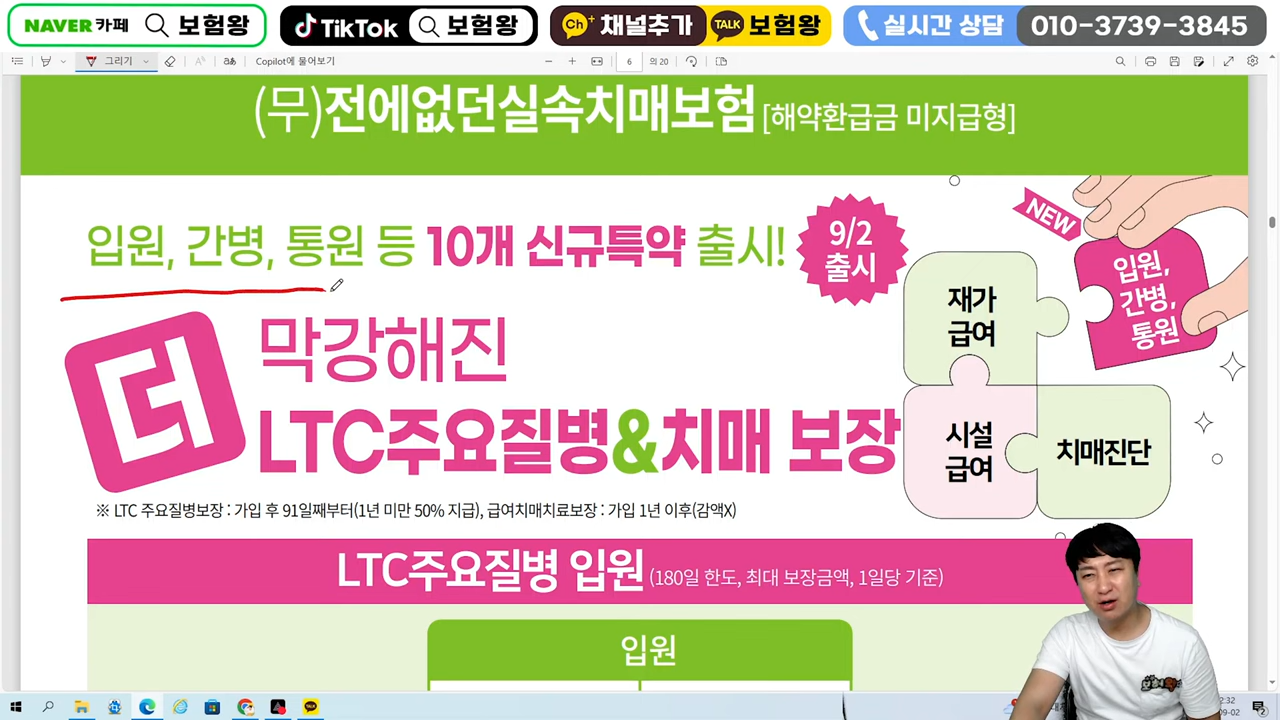 NAVER 카페 보험왕
TikTok 보험왕
Ch+ 채널추가 TALK 보험왕
실시간 상담 010-3739-3845
그리기 Copilot에 물어보기 6 의 20
(무)전에없던실속치매보험 [해약환급금 미지급형]
입원, 간병, 통원 등 10개 신규특약 출시!
9/2
출시
NEW
입원,
간병,
통원
재가
급여
시설
급여
치매진단
더 막강해진
LTC주요질병&치매 보장
※ LTC 주요질병보장 : 가입 후 91일째부터(1년 미만 50% 지급), 급여치매치료보장 : 가입 1년 이후(감액X)
LTC주요질병 입원 (180일 한도, 최대 보장금액, 1일당 기준)
입원
보험왕